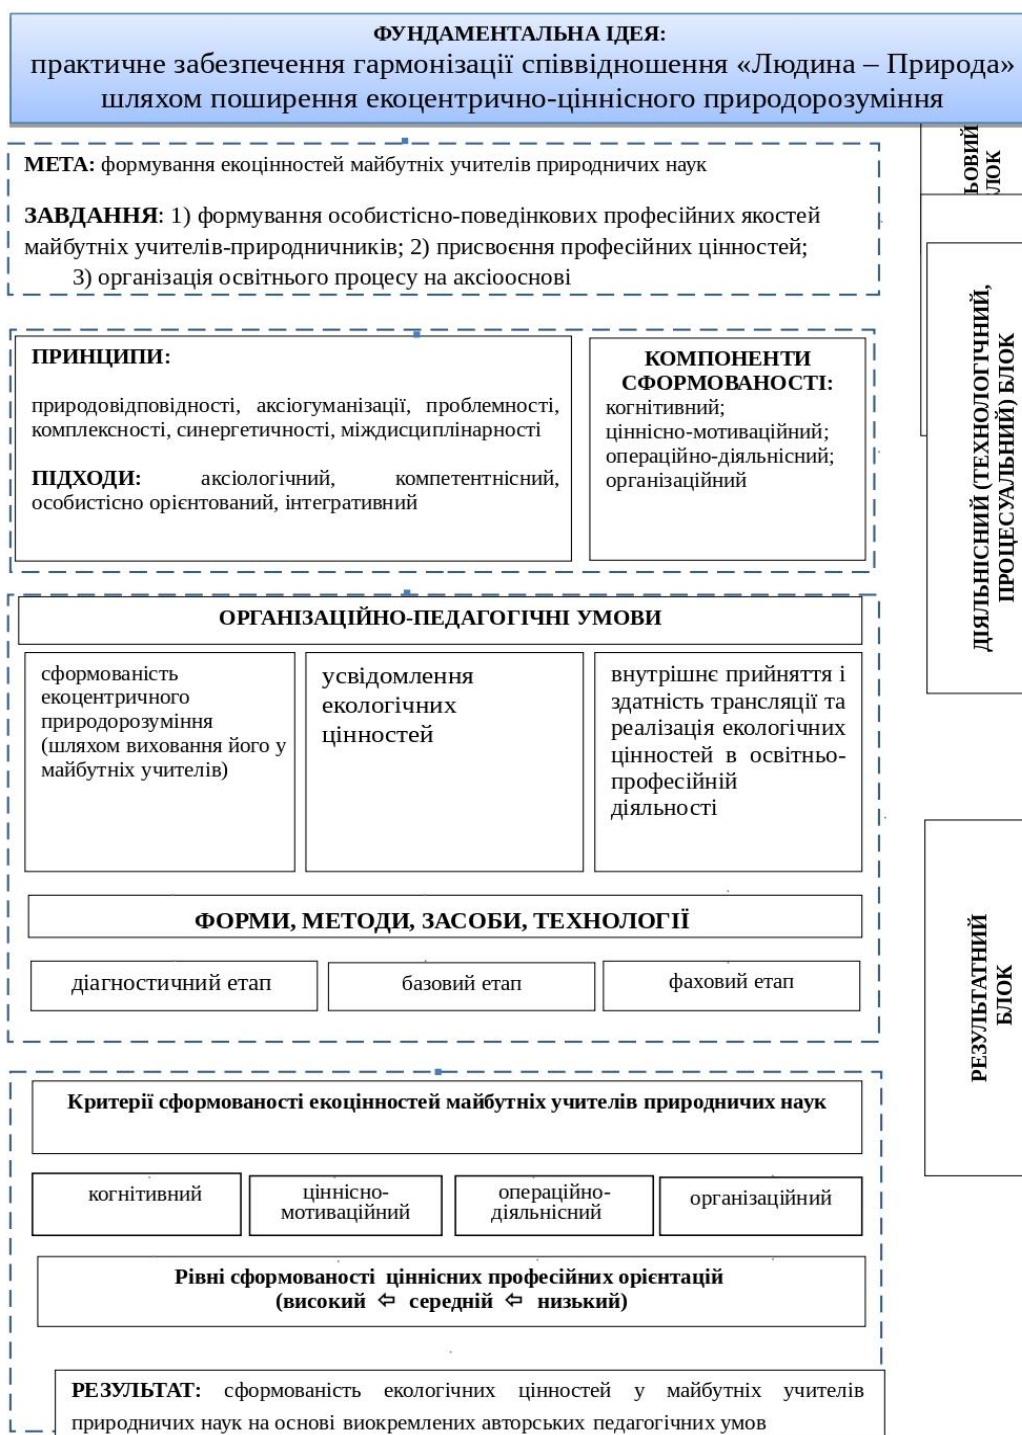 ФУНДАМЕНТАЛЬНА ІДЕЯ:
практичне забезпечення гармонізації співвідношення «Людина – Природа»
шляхом поширення екоцентрично-ціннісного природорозуміння
МЕТА: формування екоцінностей майбутніх учителів природничих наук
ЗАВДАННЯ: 1) формування особистісно-поведінкових професійних якостей
майбутніх учителів-природничників; 2) присвоєння професійних цінностей;
3) організація освітнього процесу на аксіооснові
ЬОВИЙ
ЛОК
ПРИНЦИПИ:
природовідповідності, аксіогуманізації, проблемності,
комплексності, синергетичності, міждисциплінарності
ПІДХОДИ: аксіологічний, компетентнісний,
особистісно орієнтований, інтегративний
КОМПОНЕНТИ
СФОРМОВАНОСТІ:
когнітивний;
ціннісно-мотиваційний;
операційно-діяльнісний;
організаційний
ДІЯЛЬНІСНИЙ (ТЕХНОЛОГІЧНИЙ,
ПРОЦЕСУАЛЬНИЙ) БЛОК
ОРГАНІЗАЦІЙНО-ПЕДАГОГІЧНІ УМОВИ
сформованість
екоцентричного
природорозуміння
(шляхом виховання його у
майбутніх учителів)
усвідомлення
екологічних
цінностей
внутрішнє прийняття і
здатність трансляції та
реалізація екологічних
цінностей в освітньо-
професійній
діяльності
ФОРМИ, МЕТОДИ, ЗАСОБИ, ТЕХНОЛОГІЇ
діагностичний етап
базовий етап
фаховий етап
РЕЗУЛЬТАТНИЙ
БЛОК
Критерії сформованості екоцінностей майбутніх учителів природничих наук
когнітивний
ціннісно-
мотиваційний
операційно-
діяльнісний
організаційний
Рівні сформованості ціннісних професійних орієнтацій
(високий ⇦ середній ⇦ низький)
РЕЗУЛЬТАТ: сформованість екологічних цінностей у майбутніх учителів
природничих наук на основі виокремлених авторських педагогічних умов